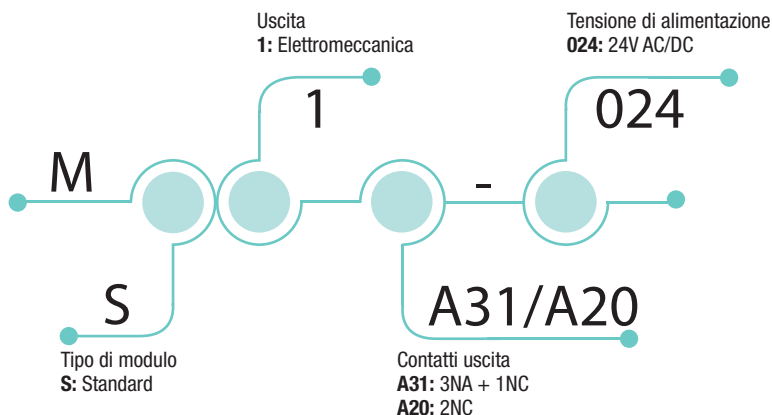 Uscita
1: Elettromeccanica
Tensione di alimentazione
024: 24V AC/DC
1
024
M
-
S
A31/A20
Tipo di modulo
S: Standard
Contatti uscita
A31: 3NA + 1NC
A20: 2NC